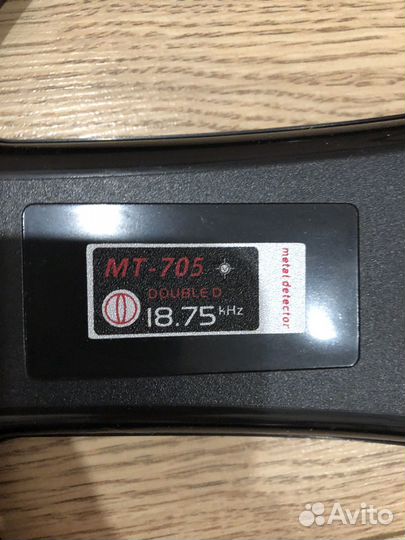 MT-705
DOUBLE D
18.75 kHz
metal detector
Avito